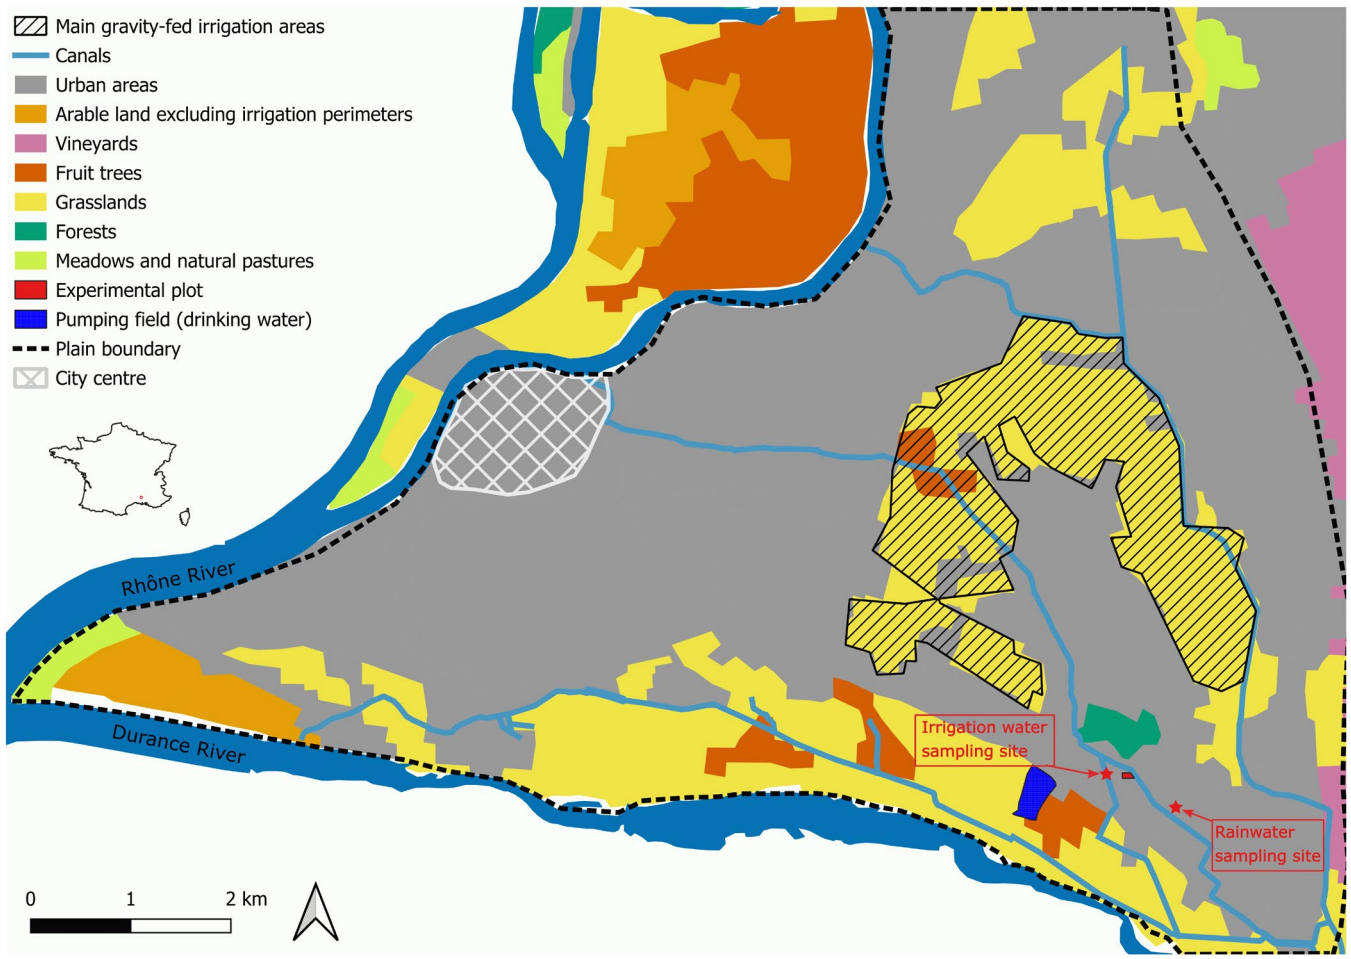 Main gravity-fed irrigation areas
Canals
Urban areas
Arable land excluding irrigation perimeters
Vineyards
Fruit trees
Grasslands
Forests
Meadows and natural pastures
Experimental plot
Pumping field (drinking water)
Plain boundary
City centre
Rhône River
Durance River
Irrigation water
sampling site
Rainwater
sampling site
0 1 2 km